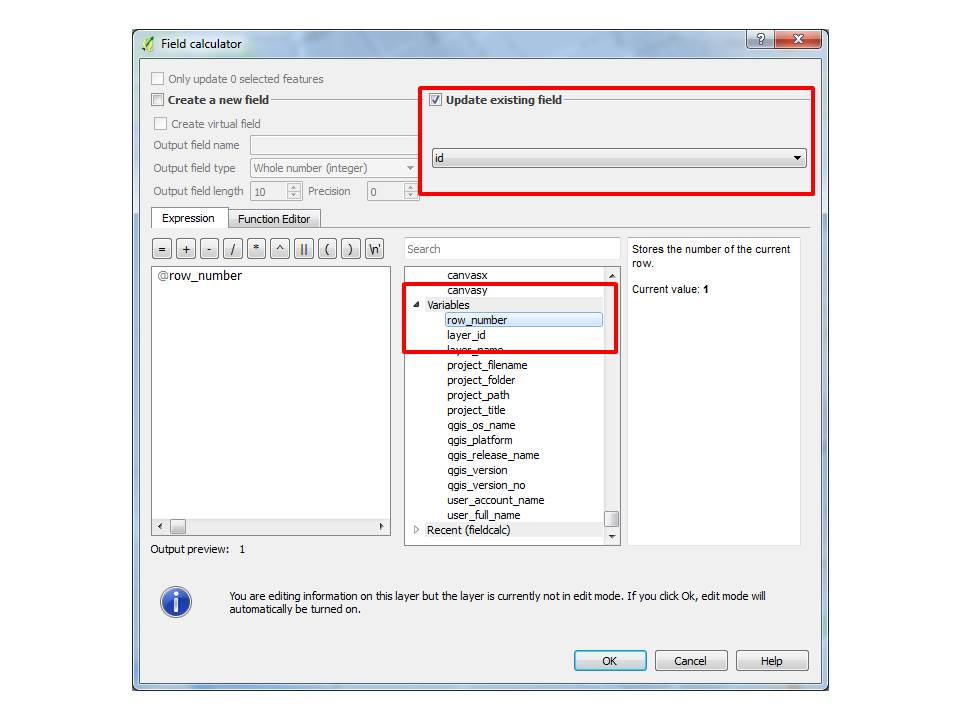 Field calculator
?
Only update 0 selected features
Create a new field
Update existing field
Create virtual field
Output field name
id
Output field type Whole number (integer)
Output field length 10 Precision 0
Expression Function Editor
= + - / * ^ || ( ) '\n'
Search
@row_number
canvasx
canvasy
Variables
row_number
layer_id
layer_name
project_filename
project_folder
project_path
project_title
qgis_os_name
qgis_platform
qgis_release_name
qgis_version
qgis_version_no
user_account_name
user_full_name
Recent (fieldcalc)
Stores the number of the current
row.
Current value: 1
Output preview: 1
You are editing information on this layer but the layer is currently not in edit mode. If you click Ok, edit mode will
automatically be turned on.
OK Cancel Help